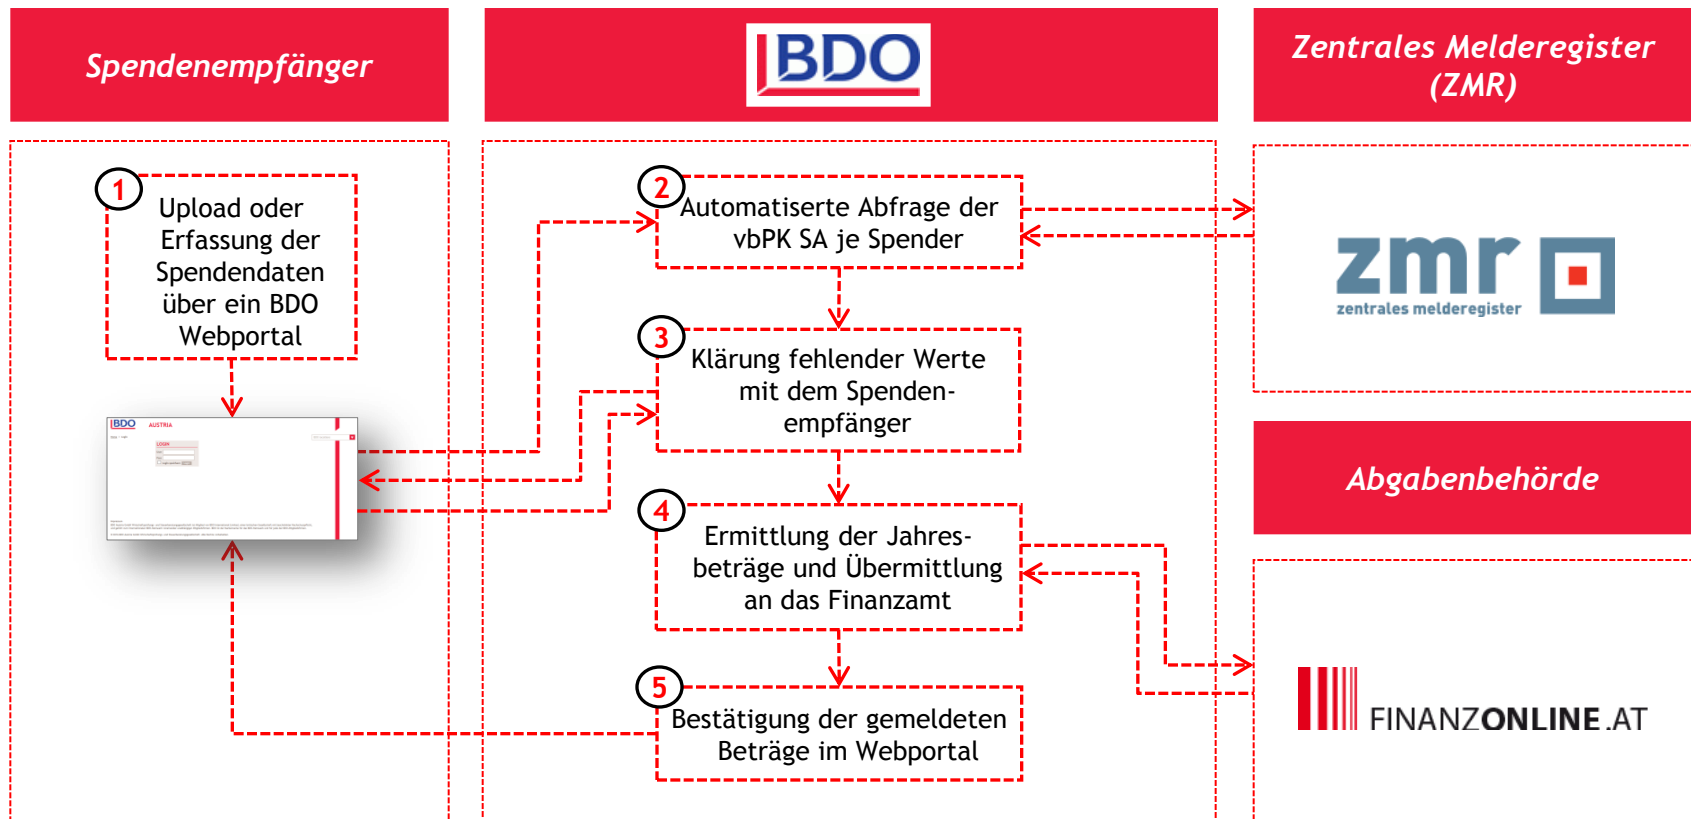 Spendenempfänger
BDO
Zentrales Melderegister
(ZMR)
1
Upload oder
Erfassung der
Spendendaten
über ein BDO
Webportal
BDO AUSTRIA
LOGIN
2
Automatiserte Abfrage der
vbPK SA je Spender
3
Klärung fehlender Werte
mit dem Spenden-
empfänger
4
Ermittlung der Jahres-
beträge und Übermittlung
an das Finanzamt
5
Bestätigung der gemeldeten
Beträge im Webportal
zmr
zentrales melderegister
Abgabenbehörde
FINANZONLINE.AT